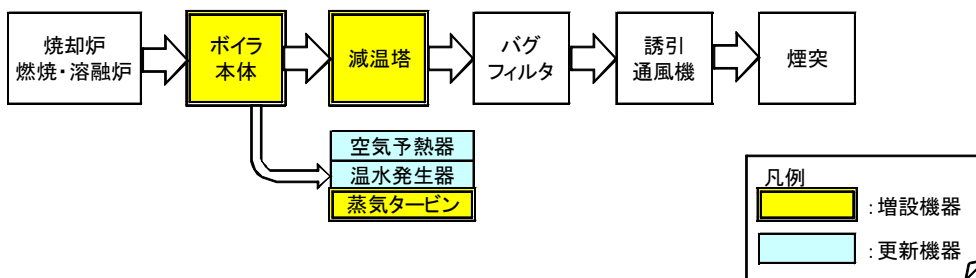 焼却炉
燃焼・溶融炉
ボイラ
本体
減温塔
バグ
フィルタ
誘引
通風機
煙突
空気予熱器
温水発生器
蒸気タービン
凡例
:増設機器
:更新機器